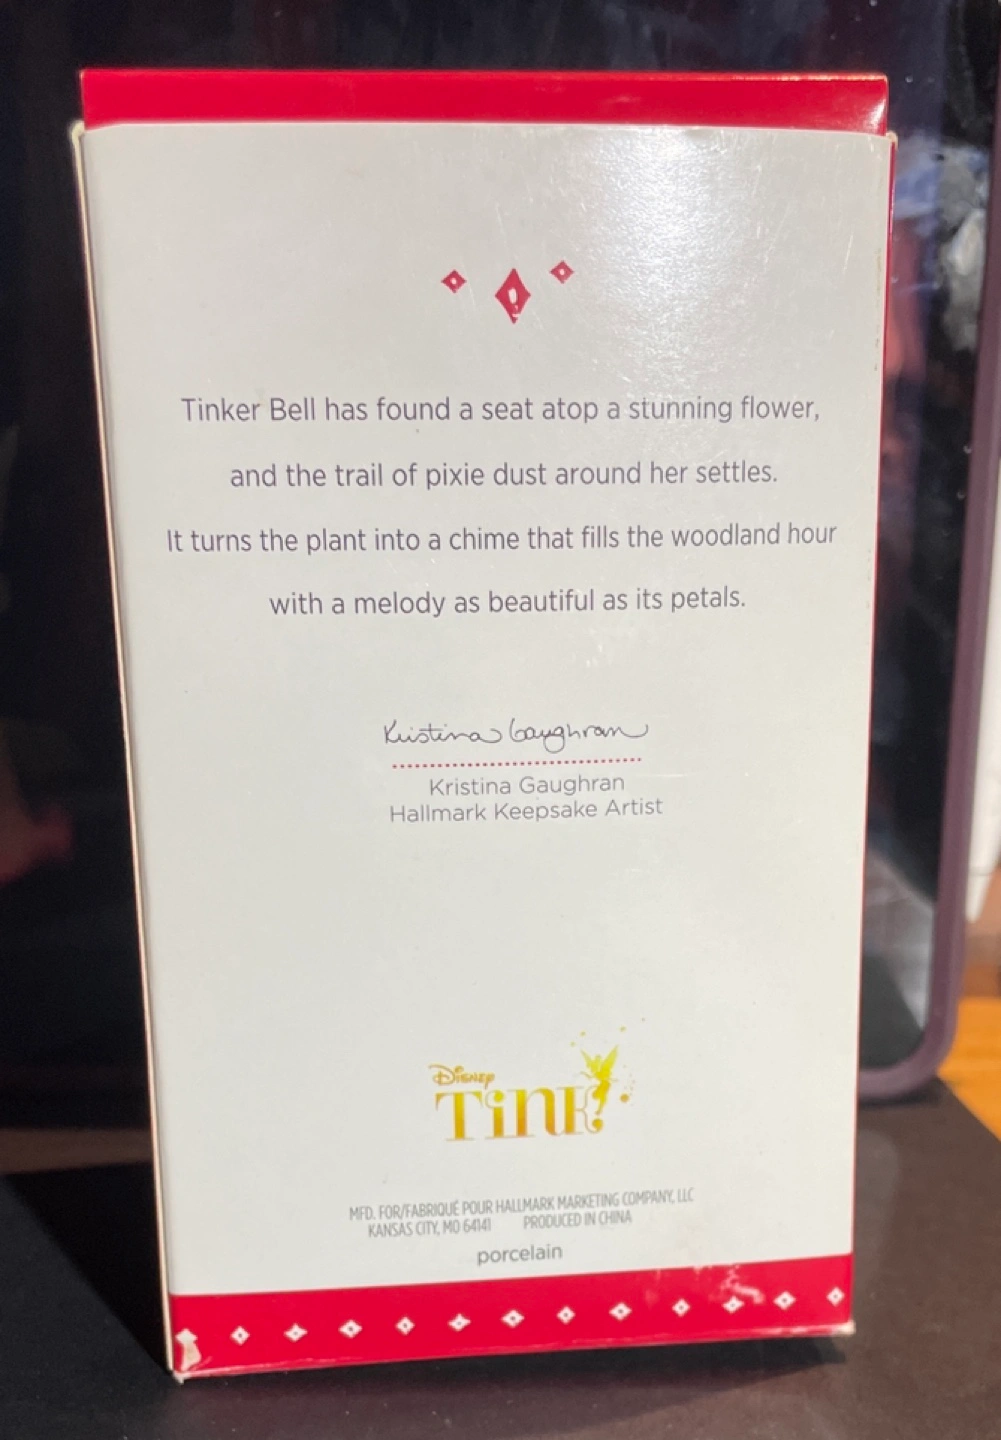 Tinker Bell has found a seat atop a stunning flower,
and the trail of pixie dust around her settles.
It turns the plant into a chime that fills the woodland hour
with a melody as beautiful as its petals.
Kristina Gaughran
Kristina Gaughran
Hallmark Keepsake Artist
Disney
Tink
MFD. FOR/FABRIQUÉ POUR HALLMARK MARKETING COMPANY, LLC
KANSAS CITY, MO 64141 PRODUCED IN CHINA
porcelain